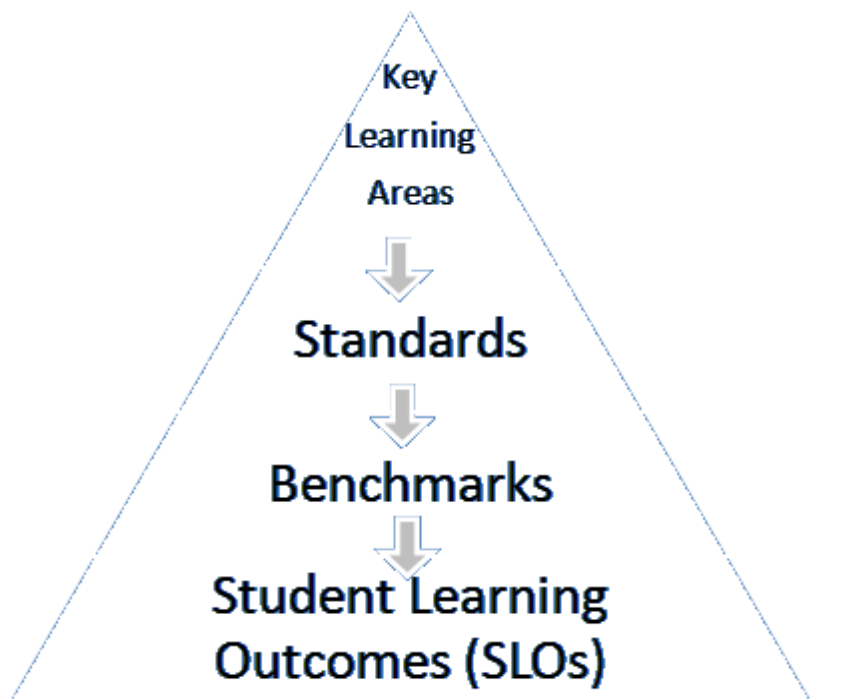 Key
Learning
Areas
Standards
Benchmarks
Student Learning
Outcomes (SLOs)